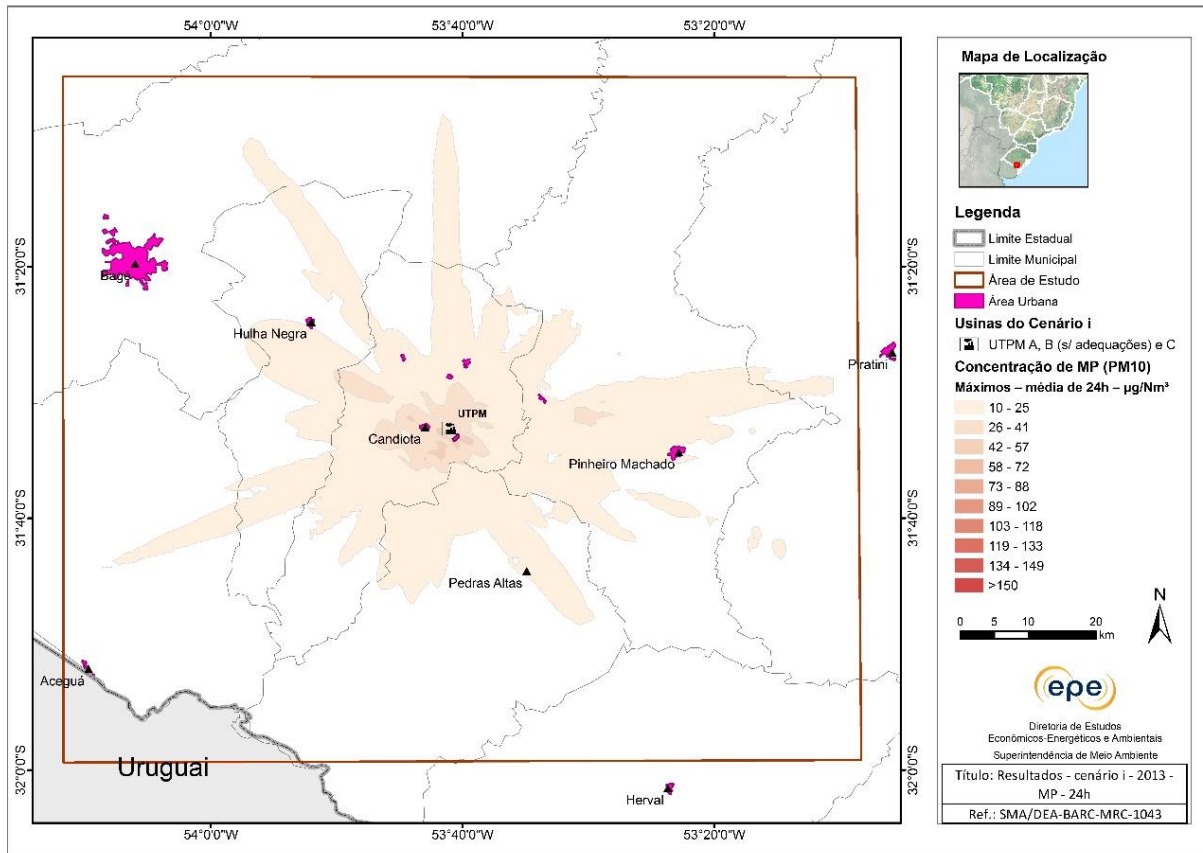 54°0'0"W
53°40'0"W
53°20'0"W
31°20'0"S
31°20'0"S
Bagé
Hulha Negra
Piratini
UTPM
Candiota
Pinheiro Machado
31°40'0"S
31°40'0"S
Pedras Altas
Aceguá
Uruguai
32°0'0"S
32°0'0"S
Herval
54°0'0"W
53°40'0"W
53°20'0"W
Mapa de Localização
Legenda
Limite Estadual
Limite Municipal
Área de Estudo
Área Urbana
Usinas do Cenário i
UTPM A, B (s/ adequações) e C
Concentração de MP (PM10)
Máximos – média de 24h – µg/Nm³
10 - 25
26 - 41
42 - 57
58 - 72
73 - 88
89 - 102
103 - 118
119 - 133
134 - 149
>150
N
0 5 10 20
km
epe
Diretoria de Estudos
Econômicos-Energéticos e Ambientais
Superintendência de Meio Ambiente
Título: Resultados - cenário i - 2013 -
MP - 24h
Ref.: SMA/DEA-BARC-MRC-1043